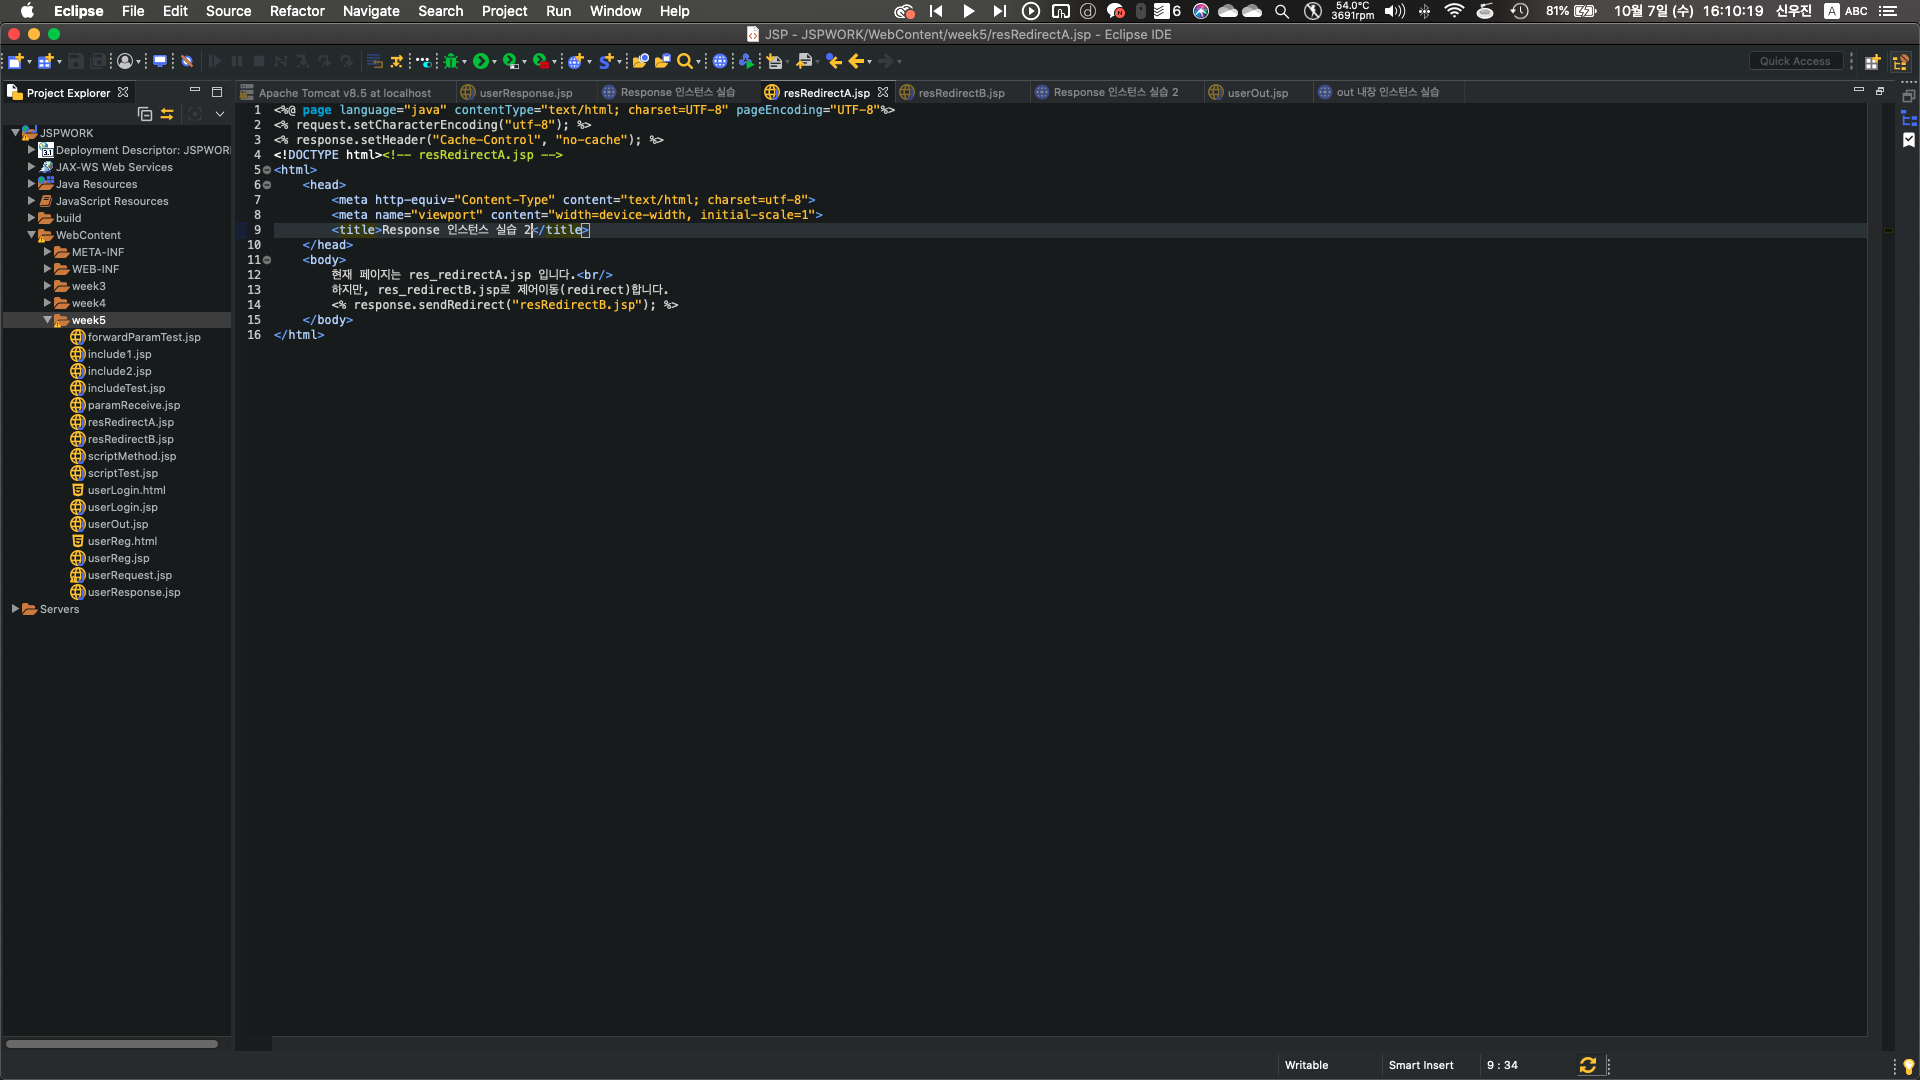 Eclipse File Edit Source Refactor Navigate Search Project Run Window Help 6 54.0°C 3691rpm 81% 10월 7일 (수) 16:10:19 신우진 A ABC
JSP - JSPWORK/WebContent/week5/resRedirectA.jsp - Eclipse IDE
Quick Access
Project Explorer
Apache Tomcat v8.5 at localhost
userResponse.jsp
Response 인스턴스 실습
resRedirectA.jsp
resRedirectB.jsp
Response 인스턴스 실습 2
userOut.jsp
out 내장 인스턴스 실습
JSPWORK
Deployment Descriptor: JSPWOR
JAX-WS Web Services
Java Resources
JavaScript Resources
build
WebContent
META-INF
WEB-INF
week3
week4
week5
forwardParamTest.jsp
include1.jsp
include2.jsp
includeTest.jsp
paramReceive.jsp
resRedirectA.jsp
resRedirectB.jsp
scriptMethod.jsp
scriptTest.jsp
userLogin.html
userLogin.jsp
userOut.jsp
userReg.html
userReg.jsp
userRequest.jsp
userResponse.jsp
Servers
1 <%@ page language="java" contentType="text/html; charset=UTF-8" pageEncoding="UTF-8"%>
2 <% request.setCharacterEncoding("utf-8"); %>
3 <% response.setHeader("Cache-Control", "no-cache"); %>
4 <!DOCTYPE html><!-- resRedirectA.jsp -->
5 <html>
6 <head>
7 <meta http-equiv="Content-Type" content="text/html; charset=utf-8">
8 <meta name="viewport" content="width=device-width, initial-scale=1">
9 <title>Response 인스턴스 실습 2</title>
10 </head>
11 <body>
12 현재 페이지는 res_redirectA.jsp 입니다.<br/>
13 하지만, res_redirectB.jsp로 제어이동(redirect)합니다.
14 <% response.sendRedirect("resRedirectB.jsp"); %>
15 </body>
16 </html>
Writable
Smart Insert
9 : 34